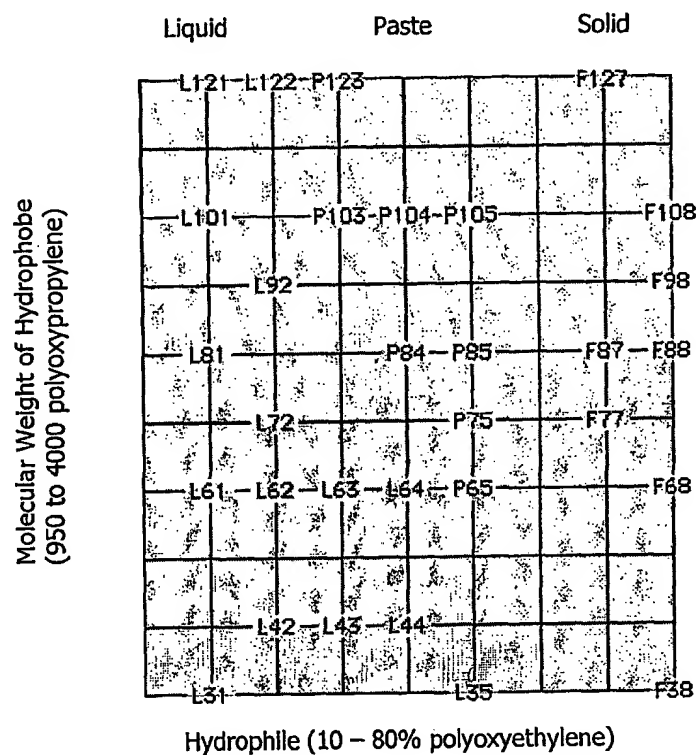 Liquid Paste Solid
L121 L122 P123 F127
L101 P103 P104 P105 F108
L92 F98
L81 P84 P85 F87 F88
L72 P75 F77
L61 L62 L63 L64 P65 F68
L42 L43 L44
L31 L35 F38
Molecular Weight of Hydrophobe
(950 to 4000 polyoxypropylene)
Hydrophile (10 – 80% polyoxyethylene)